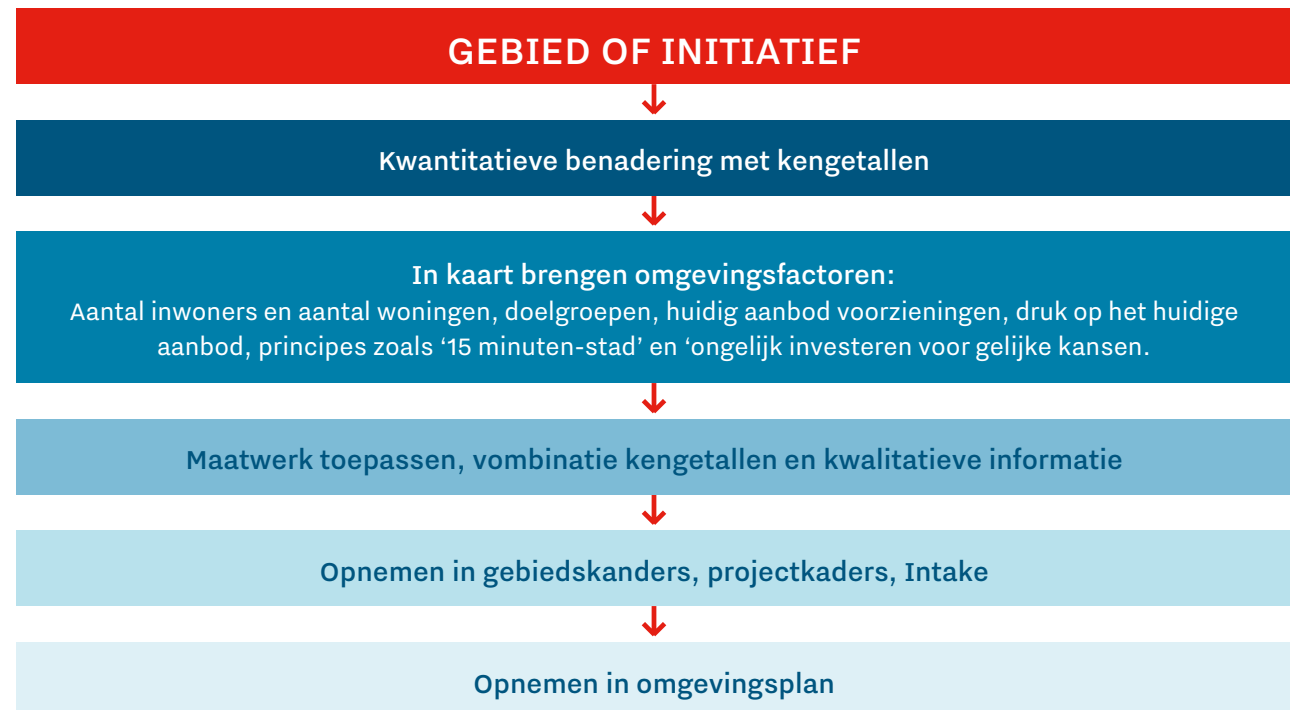 GEBIED OF INITIATIEF
Kwantitatieve benadering met kengetallen
In kaart brengen omgevingsfactoren:
Aantal inwoners en aantal woningen, doelgroepen, huidig aanbod voorzieningen, druk op het huidige
aanbod, principes zoals ‘15 minuten-stad’ en ‘ongelijk investeren voor gelijke kansen.
Maatwerk toepassen, vombinatie kengetallen en kwalitatieve informatie
Opnemen in gebiedskanders, projectkaders, Intake
Opnemen in omgevingsplan